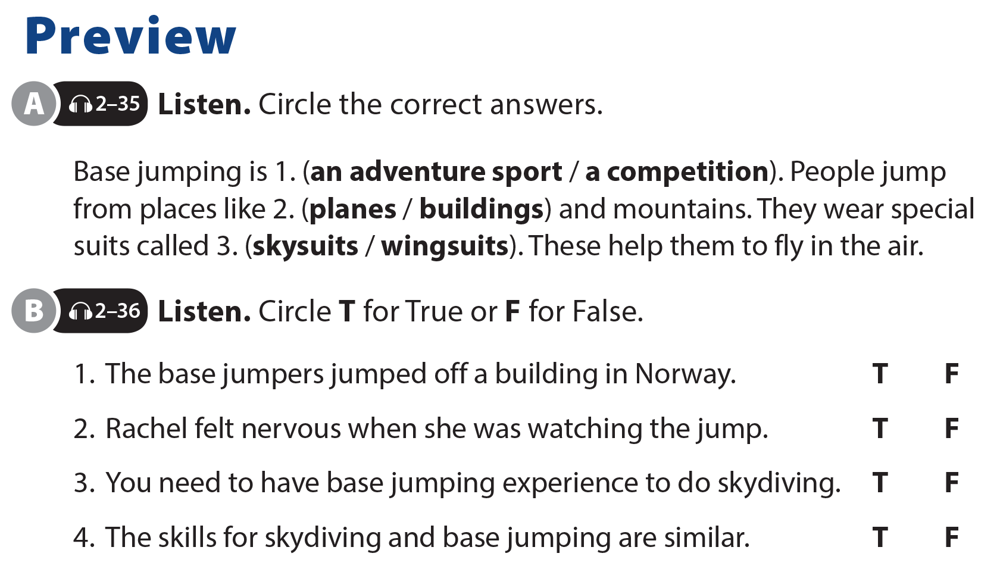 Preview
A 2–35 Listen. Circle the correct answers.
Base jumping is 1. (an adventure sport / a competition). People jump
from places like 2. (planes / buildings) and mountains. They wear special
suits called 3. (skysuits / wingsuits). These help them to fly in the air.
B 2–36 Listen. Circle T for True or F for False.
1. The base jumpers jumped off a building in Norway. T F
2. Rachel felt nervous when she was watching the jump. T F
3. You need to have base jumping experience to do skydiving. T F
4. The skills for skydiving and base jumping are similar. T F